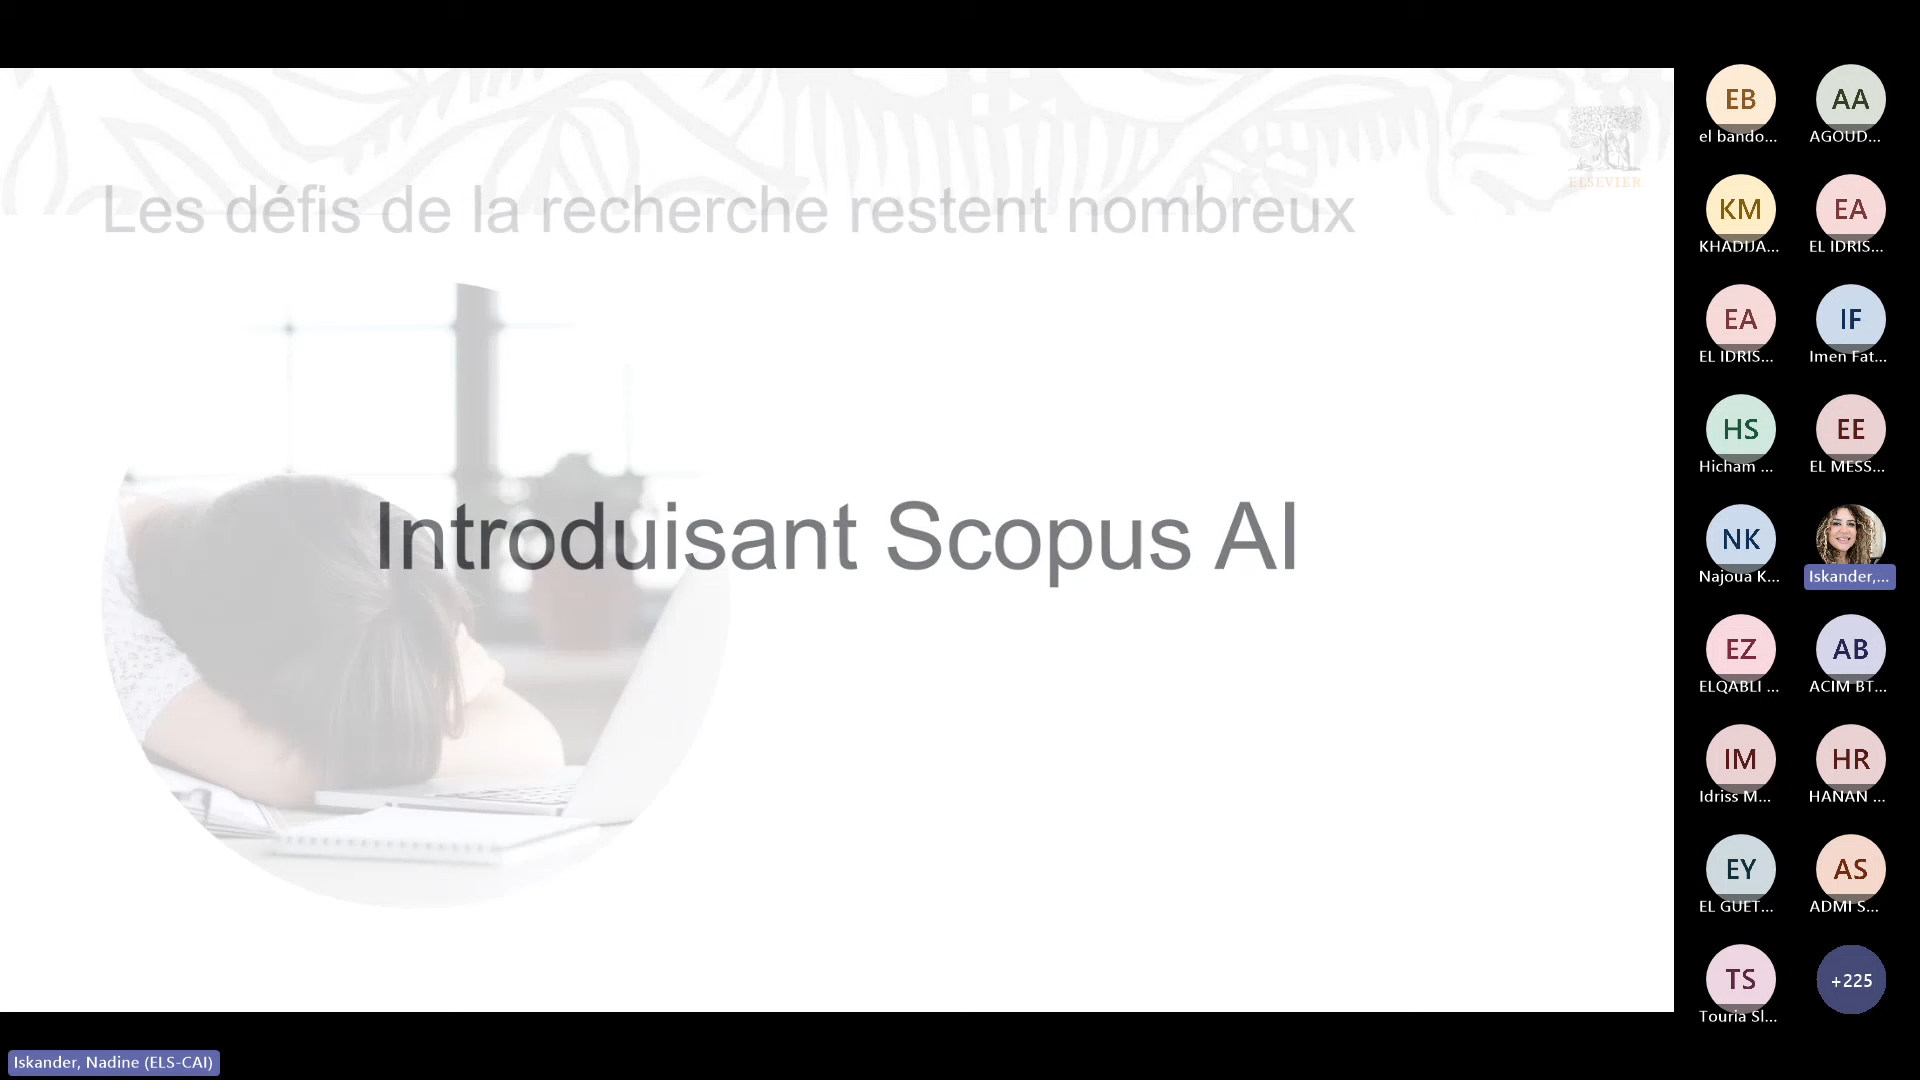 Les défis de la recherche restent nombreux
ELSEVIER
Introduisant Scopus AI
EB
el bando...
AA
AGOUD...
KM
KHADIJA...
EA
EL IDRIS...
EA
EL IDRIS...
IF
Imen Fat...
HS
Hicham ...
EE
EL MESS...
NK
Najoua K...
Iskander,...
EZ
ELQABLI ...
AB
ACIM BT...
IM
Idriss M...
HR
HANAN ...
EY
EL GUET...
AS
ADMI S...
TS
Touria Sl...
+225
Iskander, Nadine (ELS-CAI)